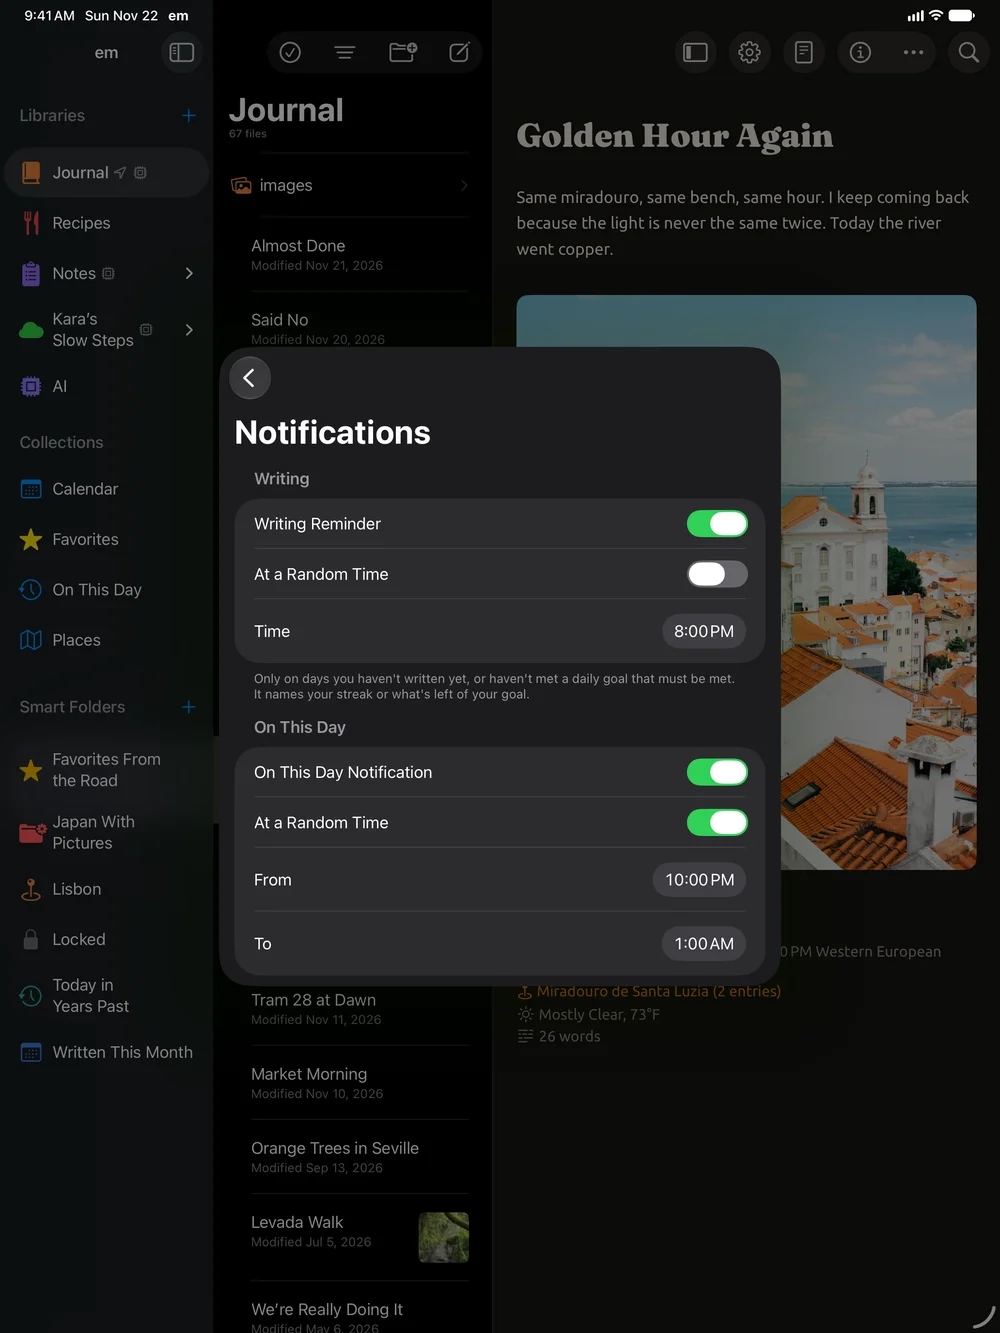 9:41 AM Sun Nov 22 em
em
Libraries
Journal
Recipes
Notes
Kara's
Slow Steps
AI
Collections
Calendar
Favorites
On This Day
Places
Smart Folders
Favorites From
the Road
Japan With
Pictures
Lisbon
Locked
Today in
Years Past
Written This Month
Journal
67 files
images
Almost Done
Modified Nov 21, 2026
Said No
Modified Nov 20, 2026
Golden Hour Again
Same miradouro, same bench, same hour. I keep coming back
because the light is never the same twice. Today the river
went copper.
Notifications
Writing
Writing Reminder
At a Random Time
Time 8:00 PM
Only on days you haven't written yet, or haven't met a daily goal that must be met.
It names your streak or what's left of your goal.
On This Day
On This Day Notification
At a Random Time
From 10:00 PM
To 1:00 AM
0 PM Western European
Miradouro de Santa Luzia (2 entries)
Mostly Clear, 73°F
26 words
Tram 28 at Dawn
Modified Nov 11, 2026
Market Morning
Modified Nov 10, 2026
Orange Trees in Seville
Modified Sep 13, 2026
Levada Walk
Modified Jul 5, 2026
We're Really Doing It
Modified May 6, 2026